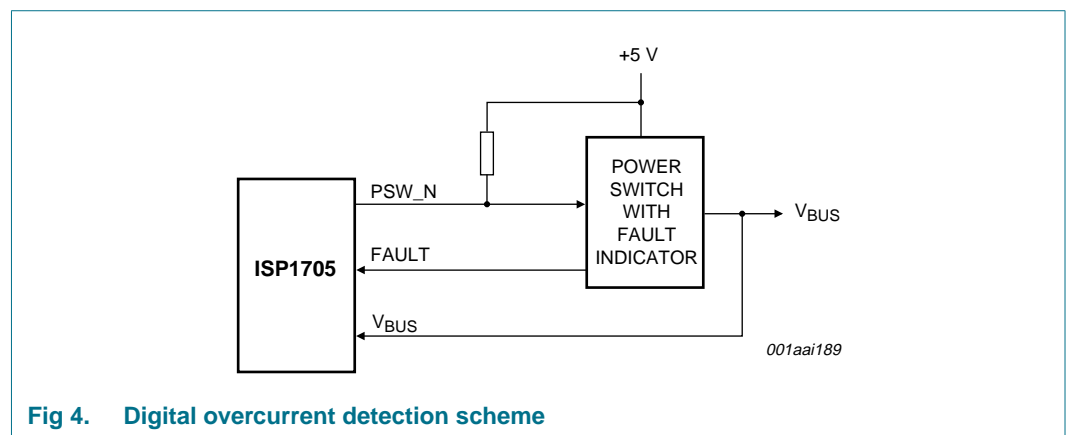 +5 V
POWER
SWITCH
WITH
FAULT
INDICATOR
PSW_N
FAULT
ISP1705
VBUS
VBUS
001aai189
Fig 4. Digital overcurrent detection scheme